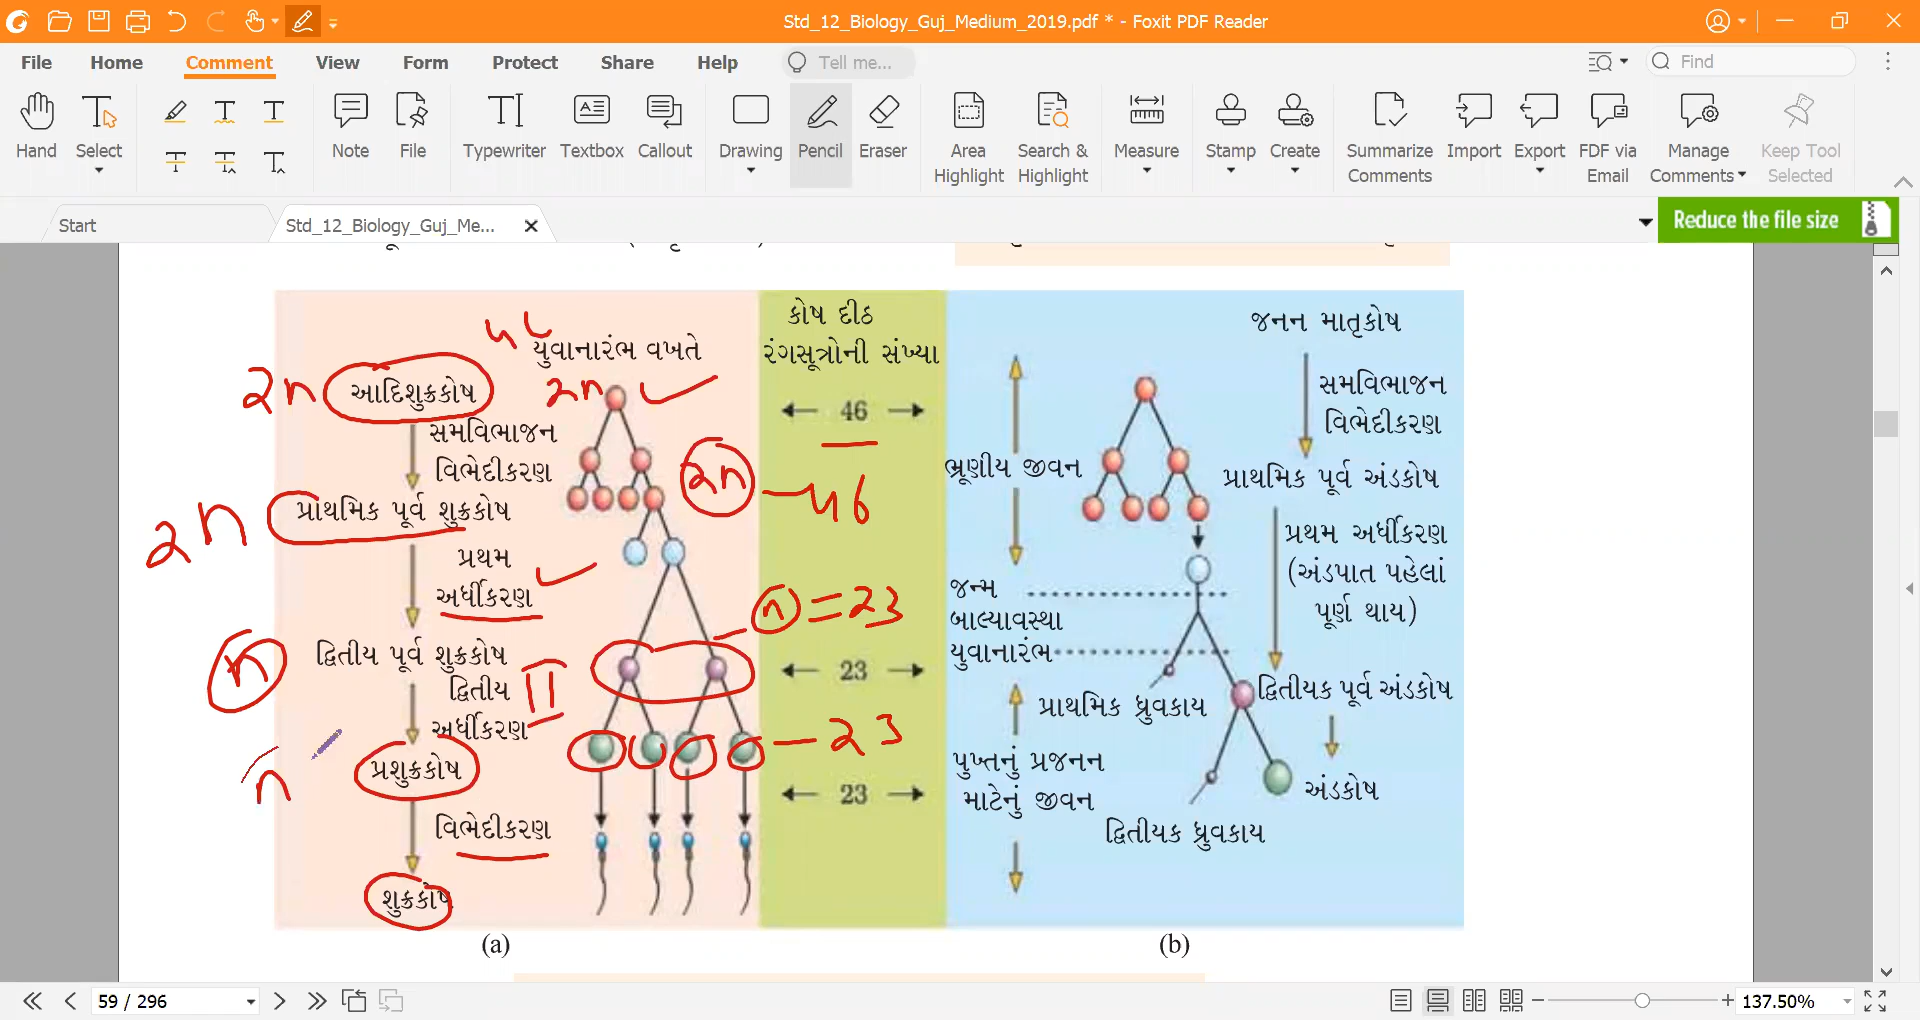 Std_12_Biology_Guj_Medium_2019.pdf * - Foxit PDF Reader
File Home Comment View Form Protect Share Help Tell me... Find
Hand Select Note File Typewriter Textbox Callout Drawing Pencil Eraser Area Highlight Search & Highlight Measure Stamp Create Summarize Comments Import Export FDF via Email Manage Comments Keep Tool Selected
Start Std_12_Biology_Guj_Me... Reduce the file size
યુવાનારંભ વખતે
2n આદિશુક્રકોષ 2n
સમવિભાજન
વિભેદીકરણ
2n
2n પ્રાથમિક પૂર્વ શુક્રકોષ
પ્રથમ
અર્ધીકરણ
n દ્વિતીય પૂર્વ શુક્રકોષ
દ્વિતીય II
અર્ધીકરણ
n પ્રશુક્રકોષ
વિભેદીકરણ
શુક્રકોષ
(a)
કોષ દીઠ
રંગસૂત્રોની સંખ્યા
46
46
n = 23
23
23
23
જનન માતૃકોષ
સમવિભાજન
વિભેદીકરણ
ભ્રૂણીય જીવન
પ્રાથમિક પૂર્વ અંડકોષ
પ્રથમ અર્ધીકરણ
(અંડપાત પહેલાં
પૂર્ણ થાય)
જન્મ
બાલ્યાવસ્થા
યુવાનારંભ
દ્વિતીયક પૂર્વ અંડકોષ
પ્રાથમિક ધ્રુવકાય
પુખ્તનું પ્રજનન
માટેનું જીવન
અંડકોષ
દ્વિતીયક ધ્રુવકાય
(b)
59 / 296 137.50%